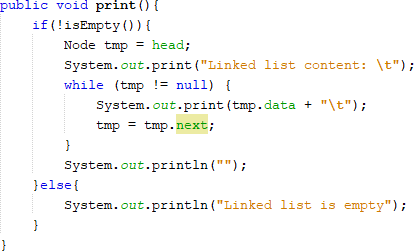 public void print(){
if(!isEmpty()){
Node tmp = head;
System.out.print("Linked list content: \t");
while (tmp != null) {
System.out.print(tmp.data + "\t");
tmp = tmp.next;
}
System.out.println("");
}else{
System.out.println("Linked list is empty");
}
}